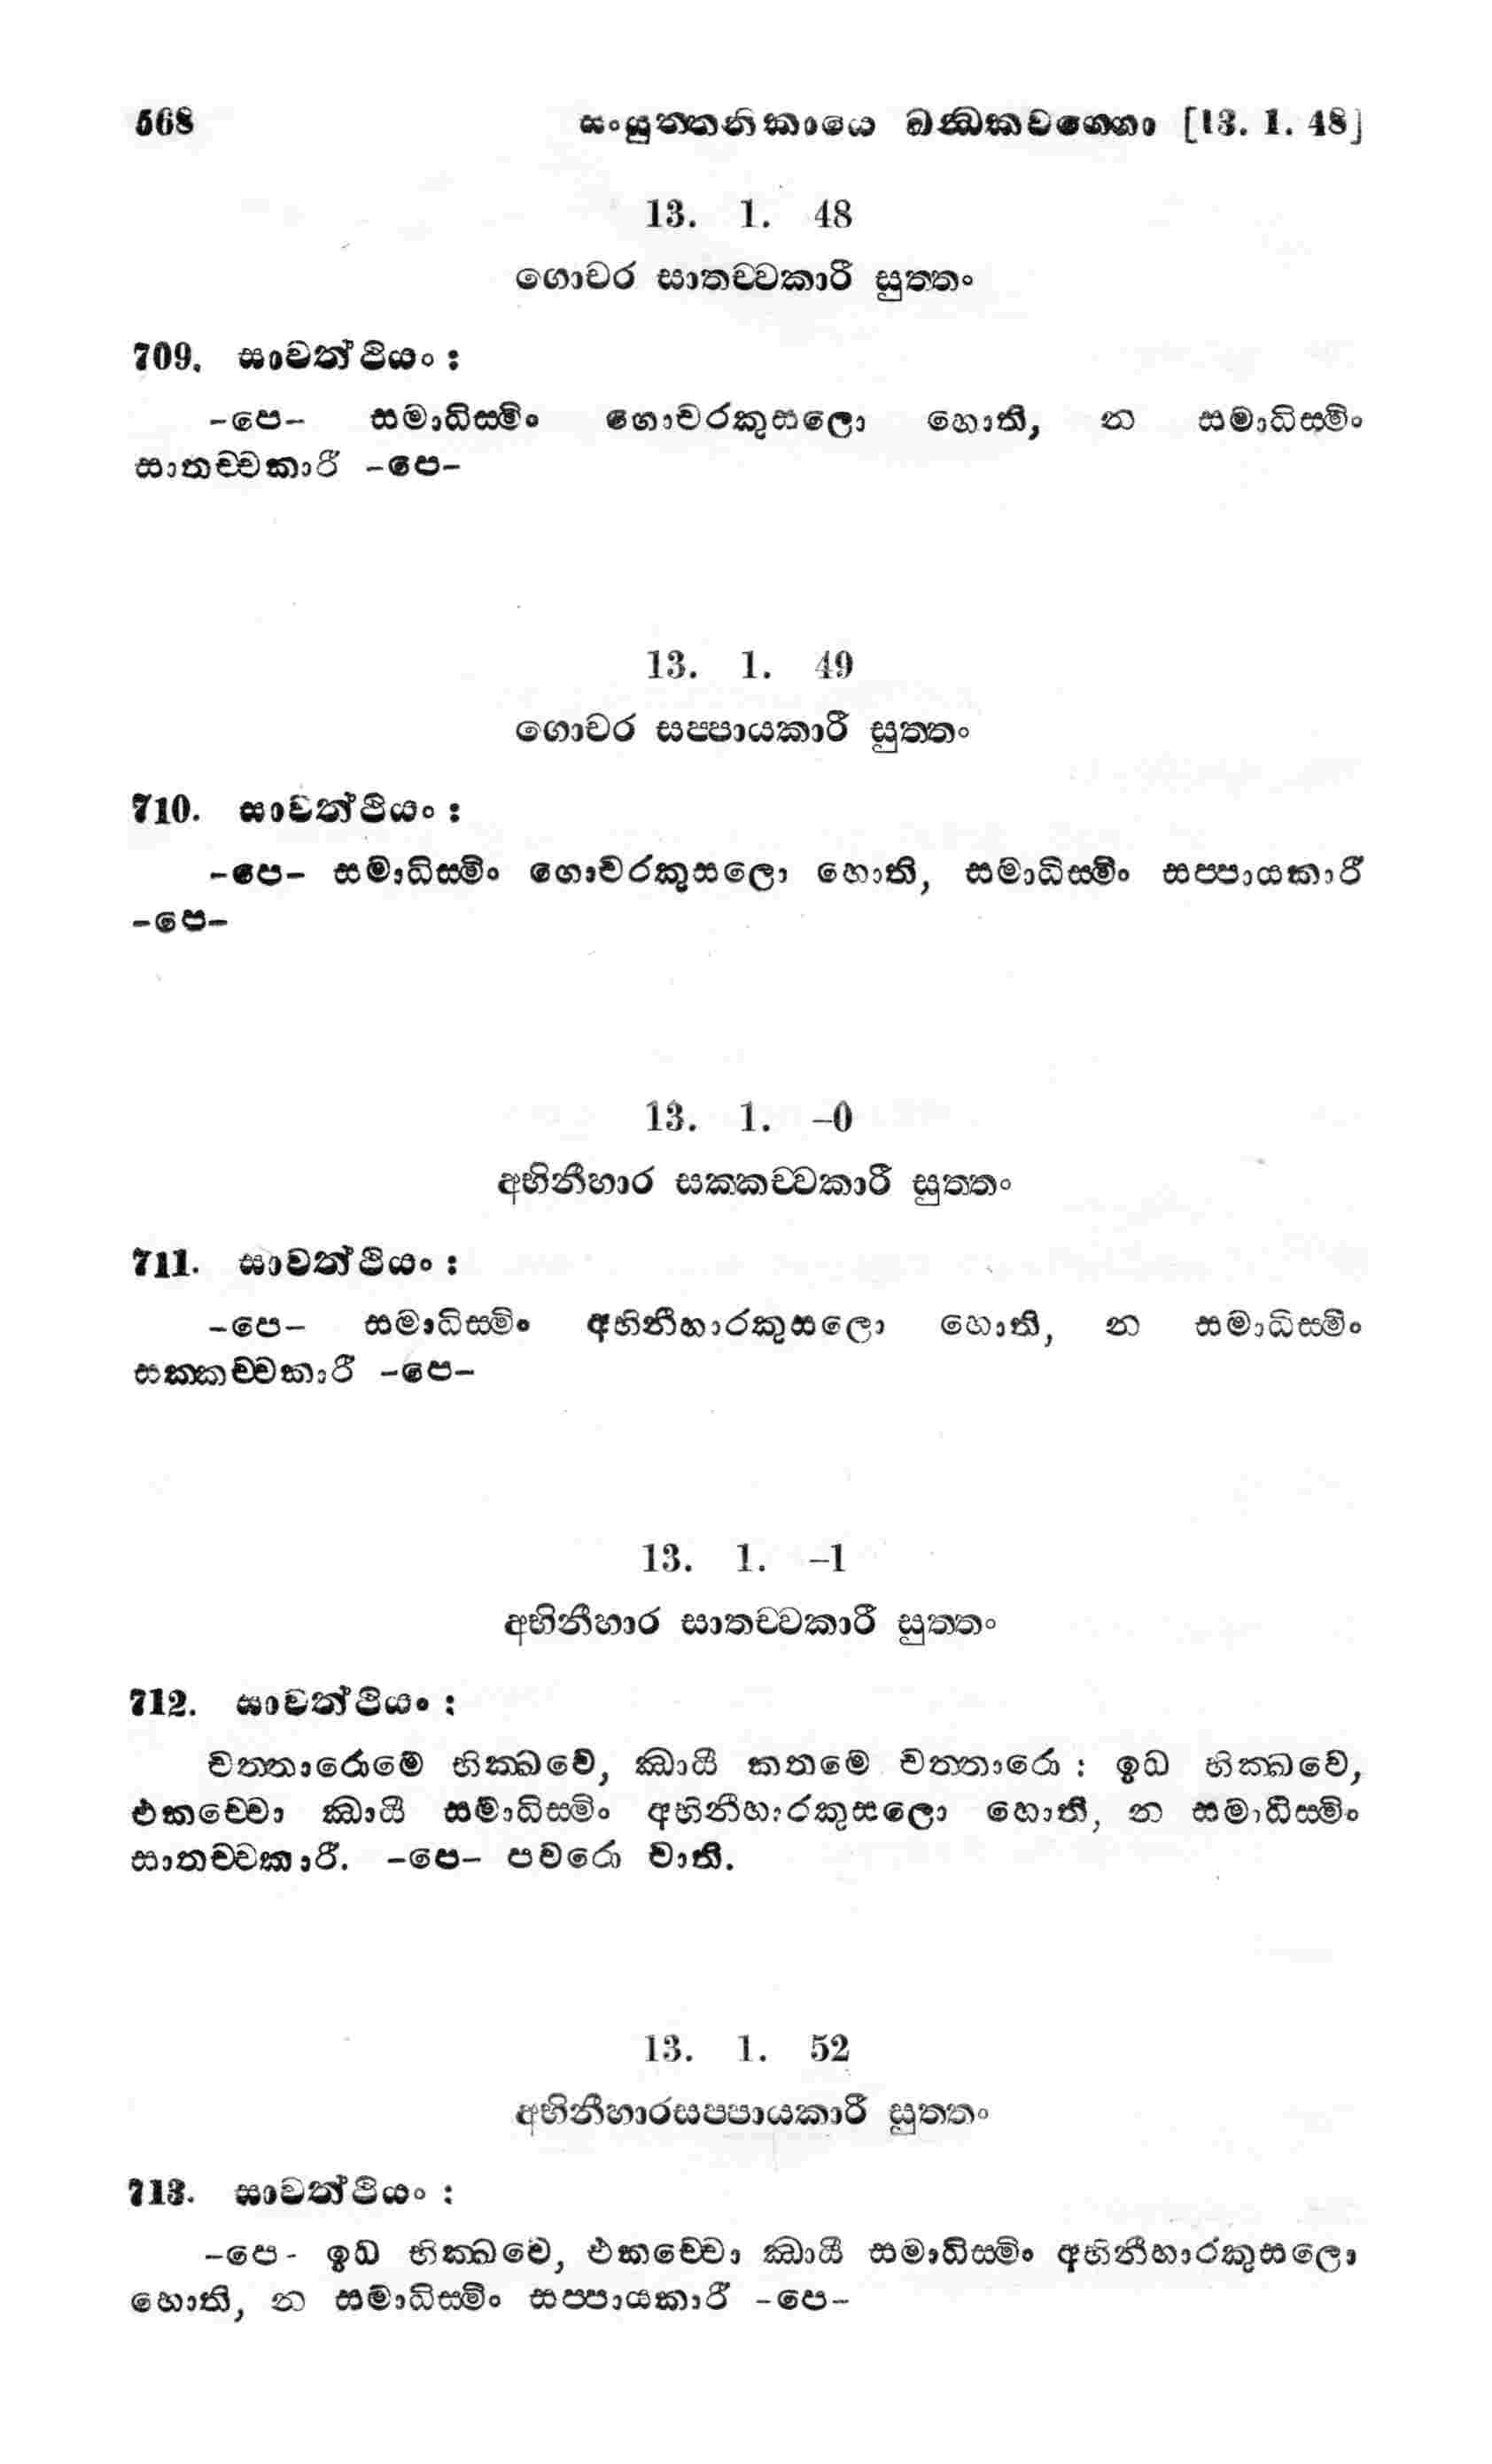 568 සංයුත්තනිකායෙ ඛන්ධකවග්ගො [13. 1. 48]
13. 1. 48
ගොචර සාතච්චකාරී සුත්තං
709. සාවත්ථියං :
-පෙ- සමාධිස්මිං ගොචරකුසලො හොති, න සමාධිස්මිං
සාතච්චකාරී -පෙ-
13. 1. 49
ගොචර සප්පායකාරී සුත්තං
710. සාවත්ථියං :
-පෙ- සමාධිස්මිං ගොචරකුසලො හොති, සමාධිස්මිං සප්පායකාරී
-පෙ-
13. 1. -0
අභිනීහාර සක්කච්චකාරී සුත්තං
711. සාවත්ථියං :
-පෙ- සමාධිස්මිං අභිනීහාරකුසලො හොති, න සමාධිස්මිං
සක්කච්චකාරී -පෙ-
13. 1. -1
අභිනීහාර සාතච්චකාරී සුත්තං
712. සාවත්ථියං :
චත්තාරොමෙ භික්ඛවෙ, ඣායී කතමෙ චත්තාරො : ඉධ භික්ඛවෙ,
එකච්චො ඣායී සමාධිස්මිං අභිනීහාරකුසලො හොති, න සමාධිස්මිං
සාතච්චකාරී. -පෙ- පවරො චාති.
13. 1. 52
අභිනීහාරසප්පායකාරී සුත්තං
713. සාවත්ථියං :
-පෙ- ඉධ භික්ඛවෙ, එකච්චො ඣායී සමාධිස්මිං අභිනීහාරකුසලො
හොති, න සමාධිස්මිං සප්පායකාරී -පෙ-